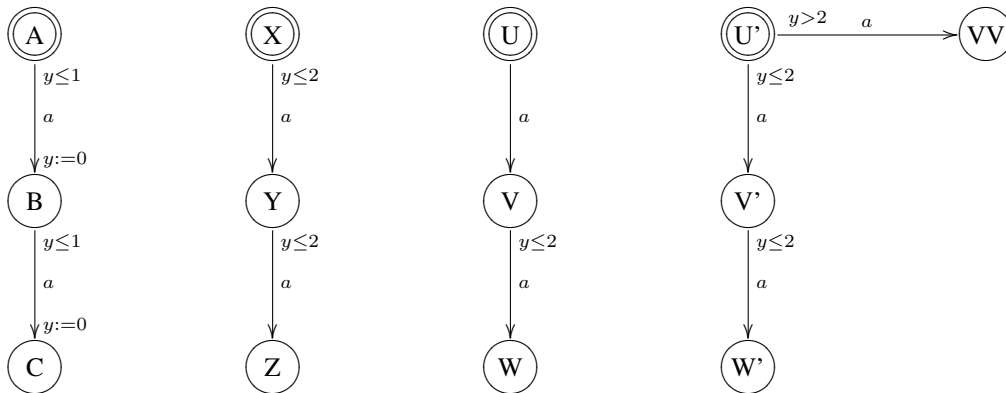 A X U U' y>2 a VV
y≤1 y≤2 y≤2
a a a a
y:=0
B Y V V'
y≤1 y≤2 y≤2 y≤2
a a a a
y:=0
C Z W W'